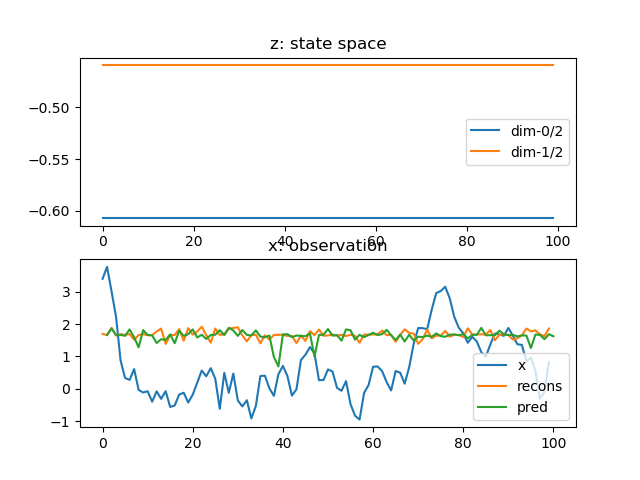 z: state space
−0.50
−0.55
−0.60
dim-0/2
dim-1/2
0 20 40 60 80 100
x: observation
3
2
1
0
−1
x
recons
pred
0 20 40 60 80 100